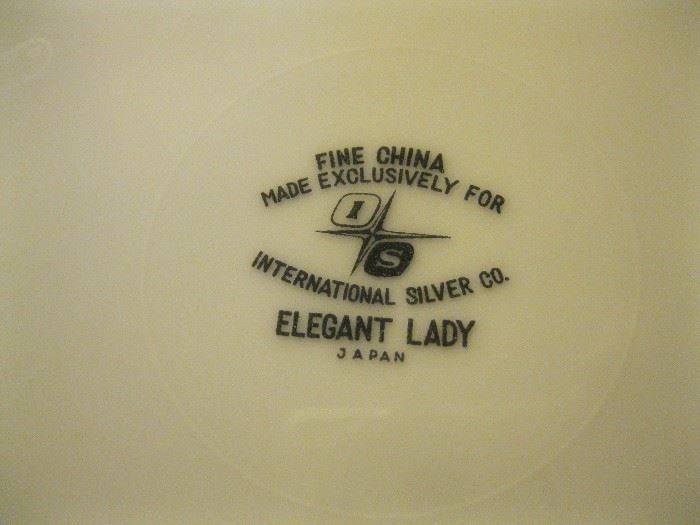 FINE CHINA
MADE EXCLUSIVELY FOR
I
S
INTERNATIONAL SILVER CO.
ELEGANT LADY
JAPAN